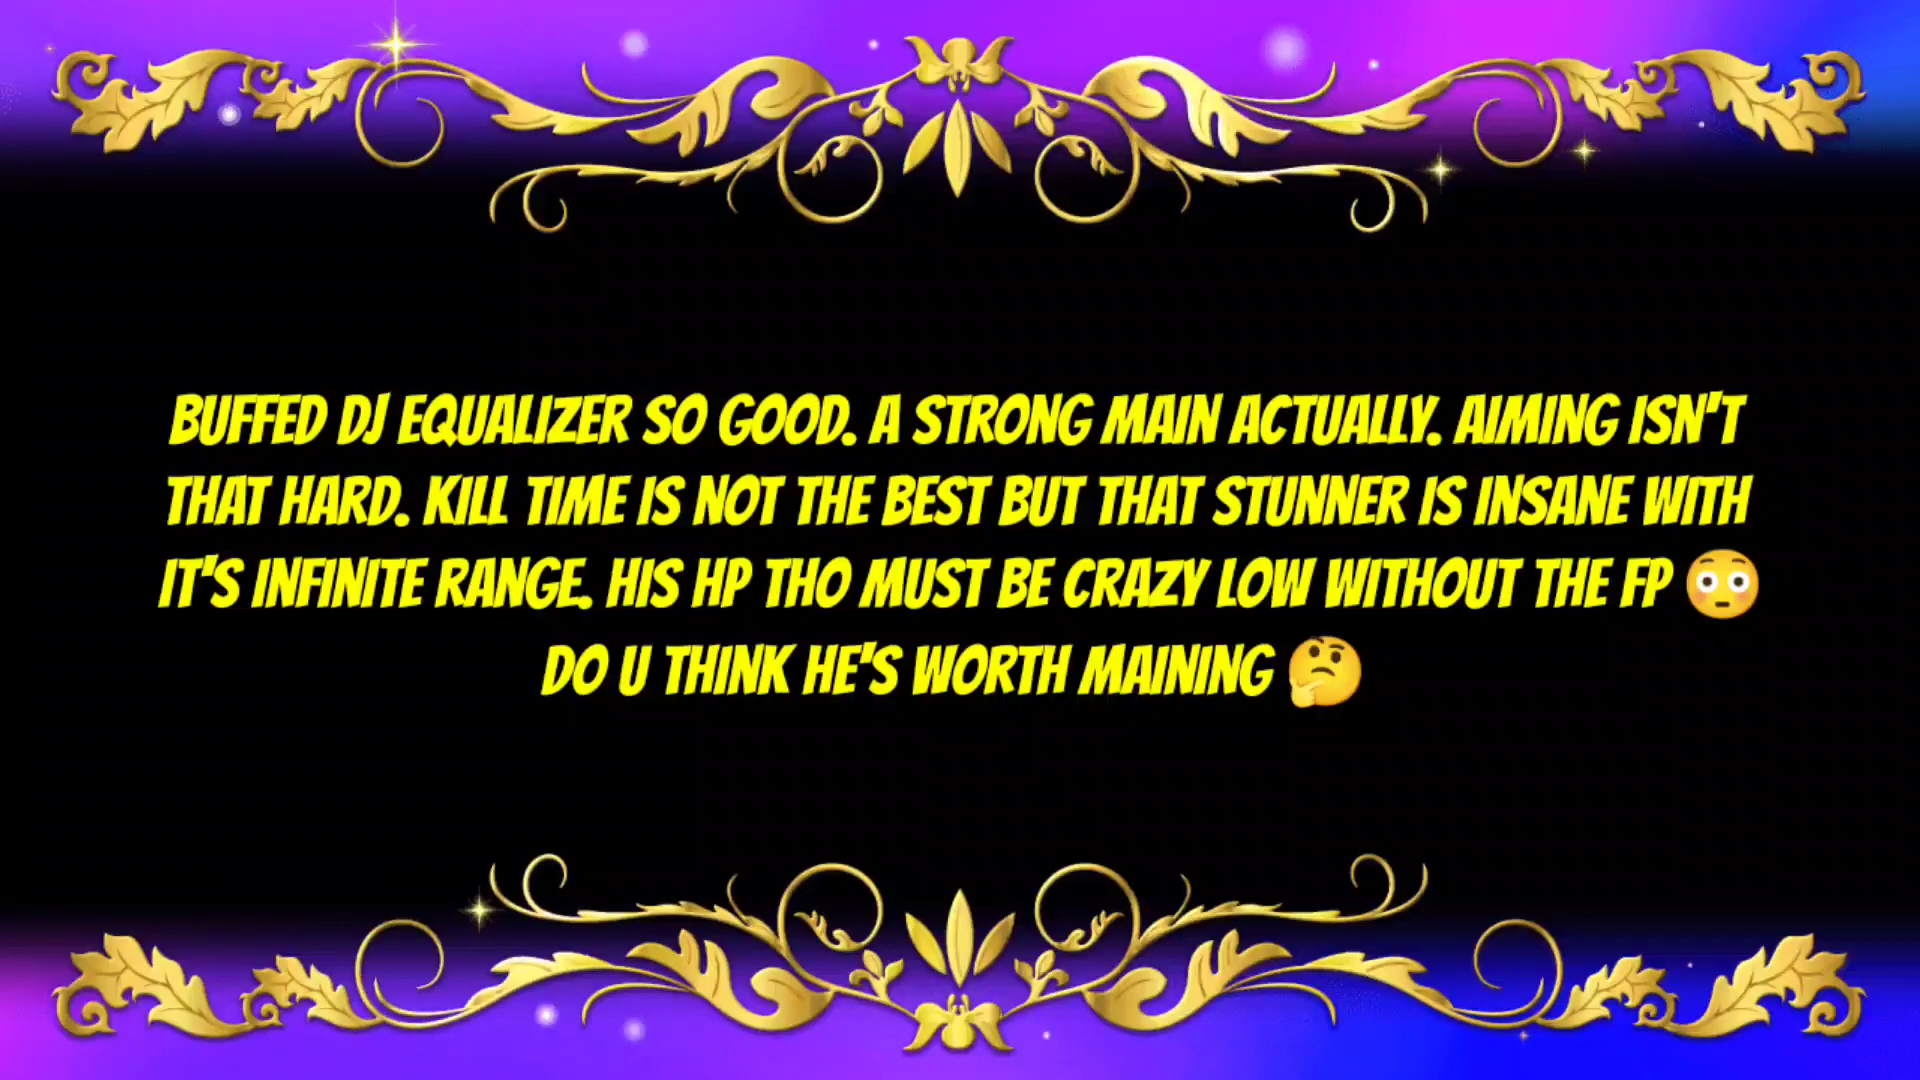 BUFFED DJ EQUALIZER SO GOOD. A STRONG MAIN ACTUALLY. AIMING ISN'T
THAT HARD. KILL TIME IS NOT THE BEST BUT THAT STUNNER IS INSANE WITH
IT'S INFINITE RANGE. HIS HP THO MUST BE CRAZY LOW WITHOUT THE FP 😳
DO U THINK HE'S WORTH MAINING 🤔